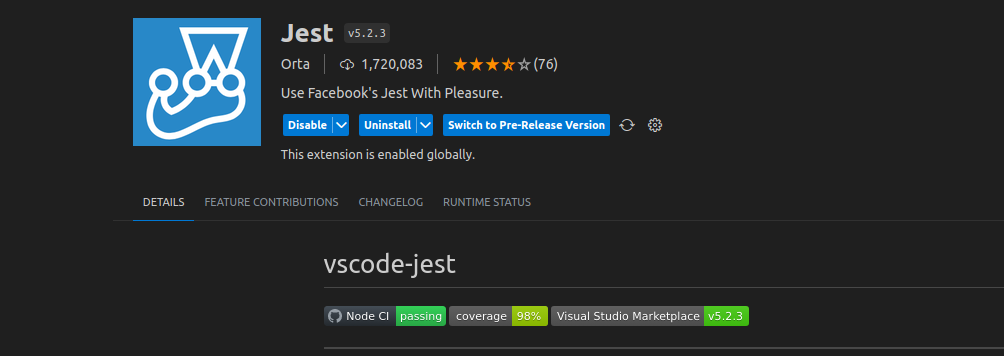 Jest v5.2.3
Orta 1,720,083 (76)
Use Facebook's Jest With Pleasure.
Disable Uninstall Switch to Pre-Release Version
This extension is enabled globally.
DETAILS FEATURE CONTRIBUTIONS CHANGELOG RUNTIME STATUS
vscode-jest
Node CI passing coverage 98% Visual Studio Marketplace v5.2.3